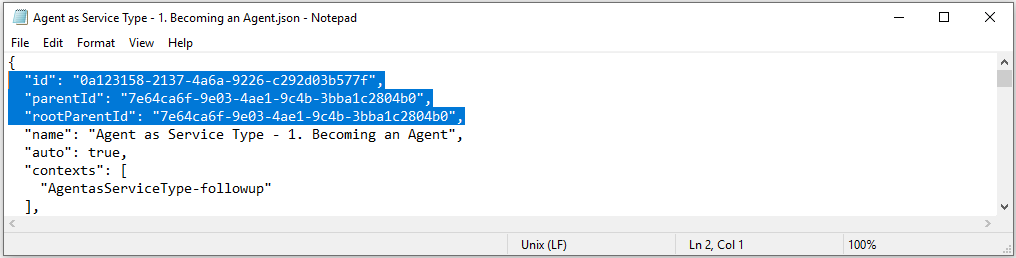 Agent as Service Type - 1. Becoming an Agent.json - Notepad
File Edit Format View Help
{
  "id": "0a123158-2137-4a6a-9226-c292d03b577f",
  "parentId": "7e64ca6f-9e03-4ae1-9c4b-3bba1c2804b0",
  "rootParentId": "7e64ca6f-9e03-4ae1-9c4b-3bba1c2804b0",
  "name": "Agent as Service Type - 1. Becoming an Agent",
  "auto": true,
  "contexts": [
    "AgentasServiceType-followup"
  ],
Unix (LF) Ln 2, Col 1 100%